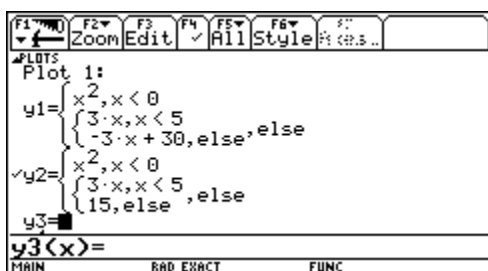 F1 F2 F3 F4 F5 F6
Zoom Edit ✓ All Style
PLOTS
Plot 1:
y1={x²,x<0
{3·x,x<5
{-3·x+30,else,else
✓y2={x²,x<0
{3·x,x<5
{15,else,else
y3=
y3(x)=
MAIN RAD EXACT FUNC